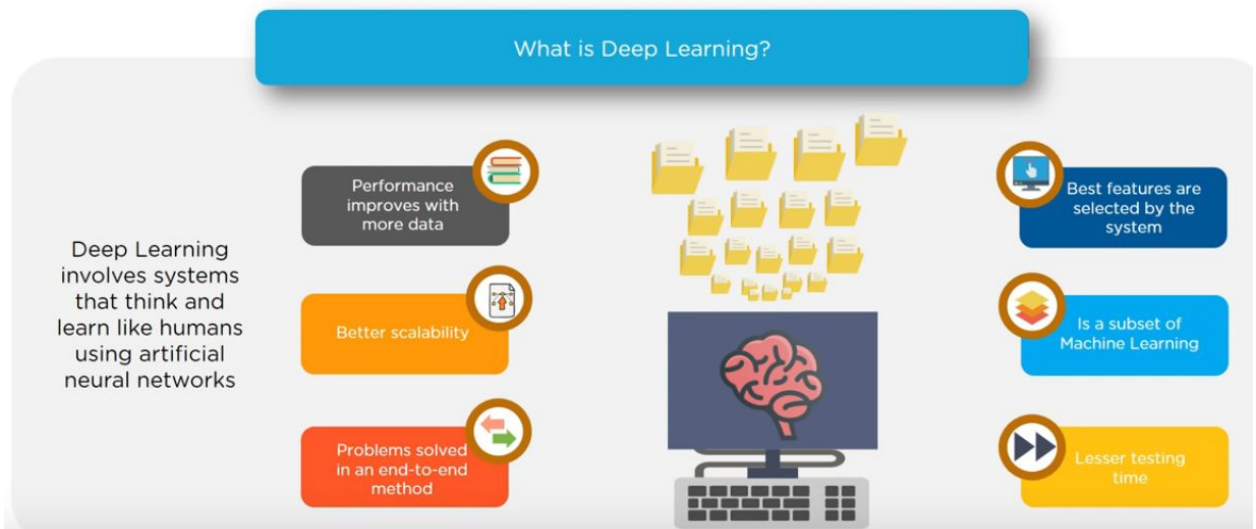 What is Deep Learning?
Deep Learning
involves systems
that think and
learn like humans
using artificial
neural networks
Performance
improves with
more data
Better scalability
Problems solved
in an end-to-end
method
Best features are
selected by the
system
Is a subset of
Machine Learning
Lesser testing
time